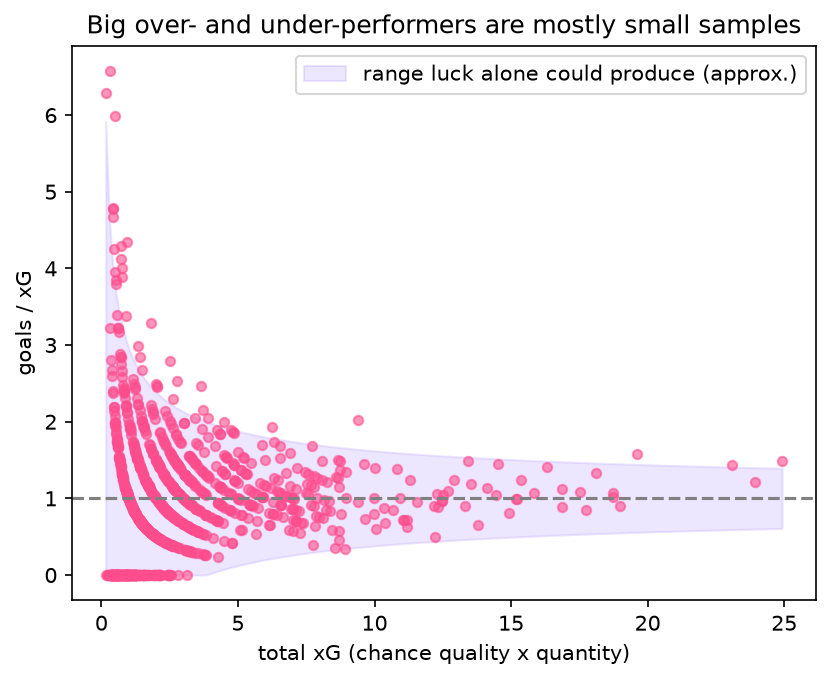 Big over- and under-performers are mostly small samples
range luck alone could produce (approx.)
goals / xG
6
5
4
3
2
1
0
0 5 10 15 20 25
total xG (chance quality x quantity)